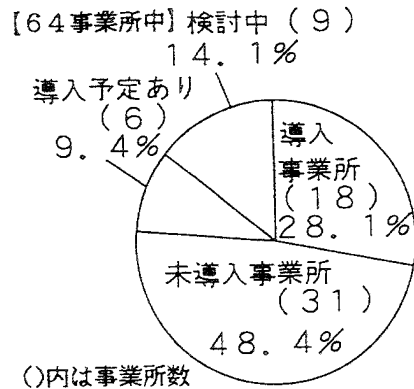 【64事業所中】検討中(9)
14.1%
導入予定あり
(6)
9.4%
導入
事業所
(18)
28.1%
未導入事業所
(31)
48.4%
()内は事業所数